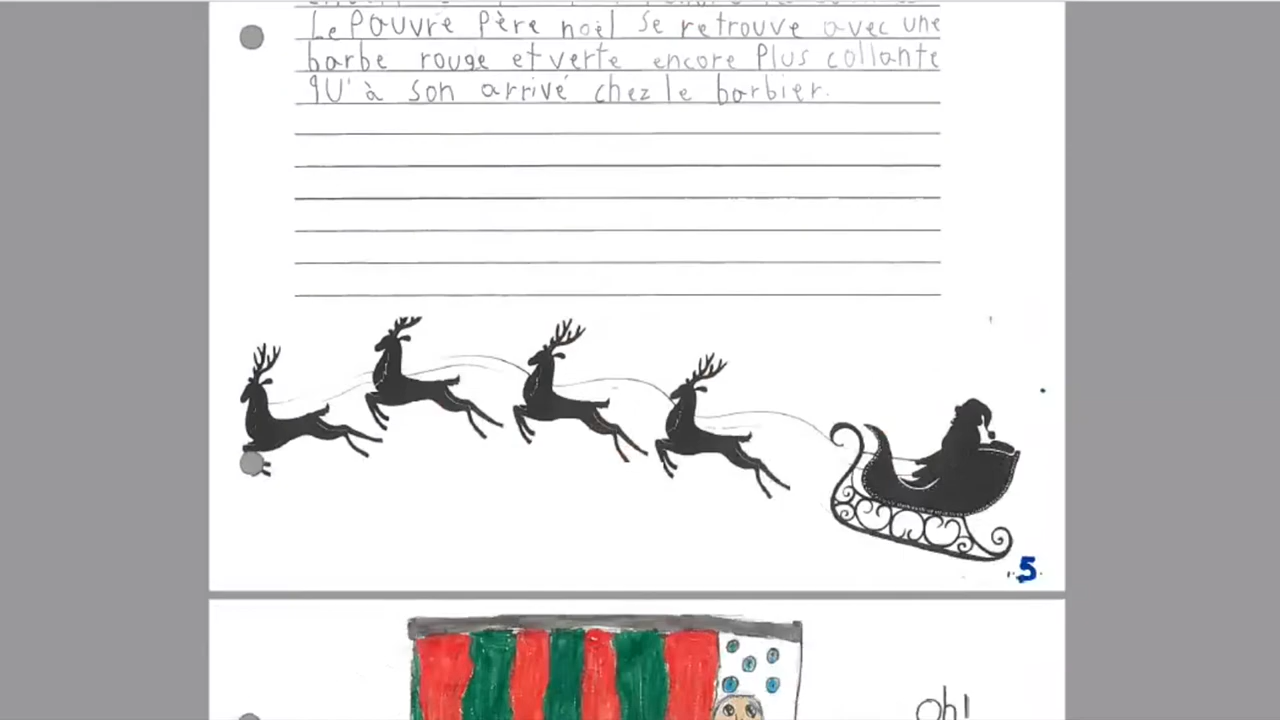 Le Pauvre Père noël se retrouve avec une
barbe rouge et verte encore Plus collante
qU'à son arrivé chez le barbier.
5
Oh!